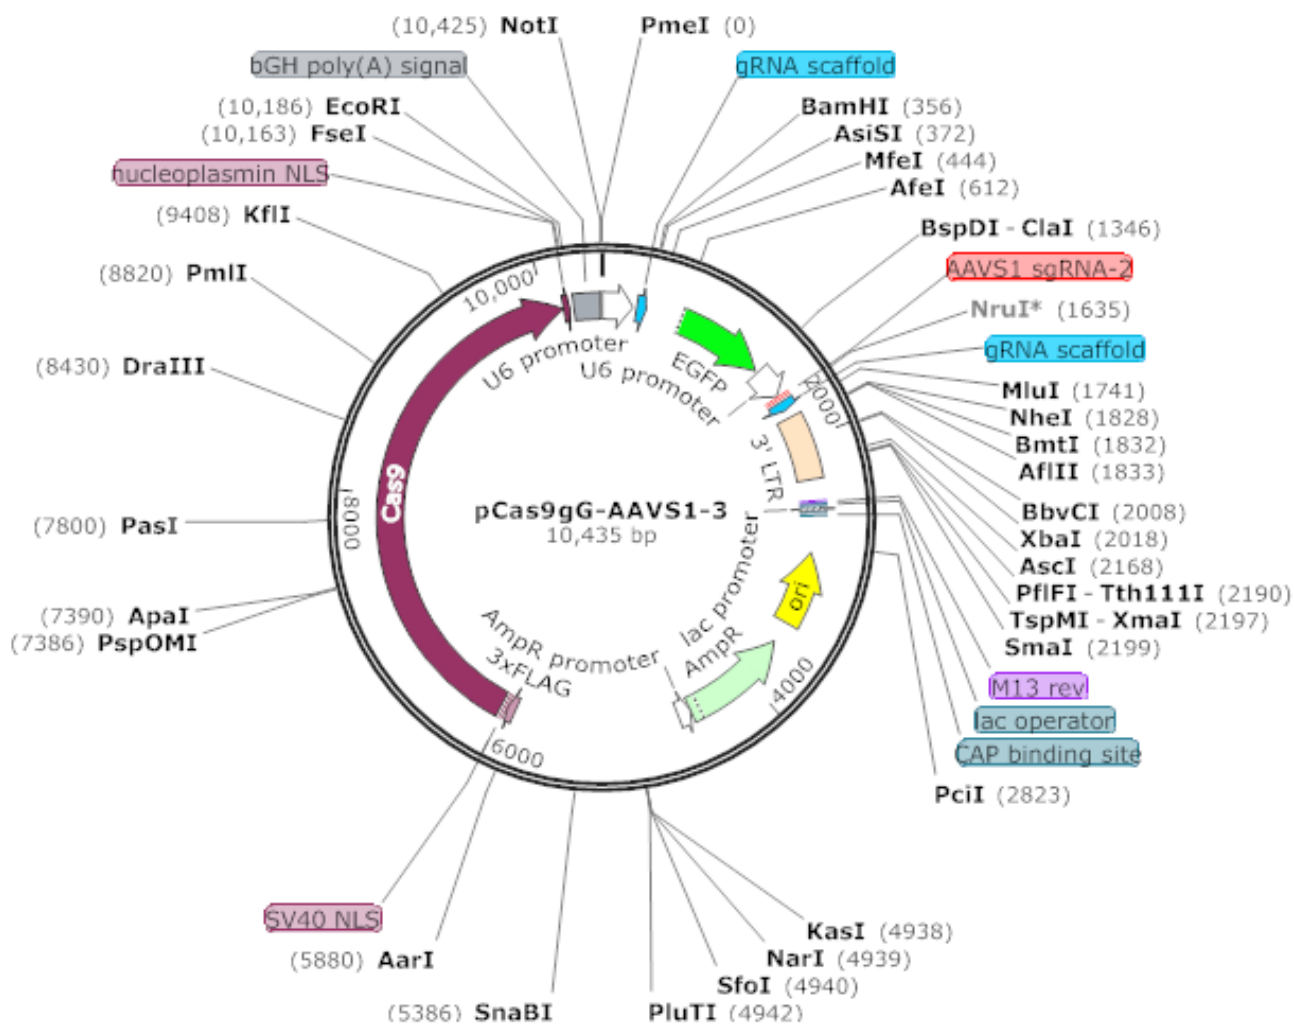 (10,425) NotI
PmeI (0)
bGH poly(A) signal
gRNA scaffold
(10,186) EcoRI
BamHI (356)
(10,163) FseI
AsiSI (372)
nucleoplasmin NLS
MfeI (444)
AfeI (612)
(9408) KflI
BspDI - ClaI (1346)
(8820) PmlI
AAVS1 sgRNA-2
NruI* (1635)
(8430) DraIII
gRNA scaffold
MluI (1741)
NheI (1828)
BmtI (1832)
AflII (1833)
(7800) PasI
BbvCI (2008)
XbaI (2018)
AscI (2168)
PflFI - Tth111I (2190)
(7390) ApaI
TspMI - XmaI (2197)
(7386) PspOMI
SmaI (2199)
M13 rev
lac operator
CAP binding site
PciI (2823)
SV40 NLS
(5880) AarI
(5386) SnaBI
KasI (4938)
NarI (4939)
SfoI (4940)
PluTI (4942)
10,000
2000
4000
6000
8000
U6 promoter
U6 promoter
EGFP
3' LTR
Cas9
pCas9gG-AAVS1-3
10,435 bp
lac promoter
ori
AmpR
AmpR promoter
3xFLAG